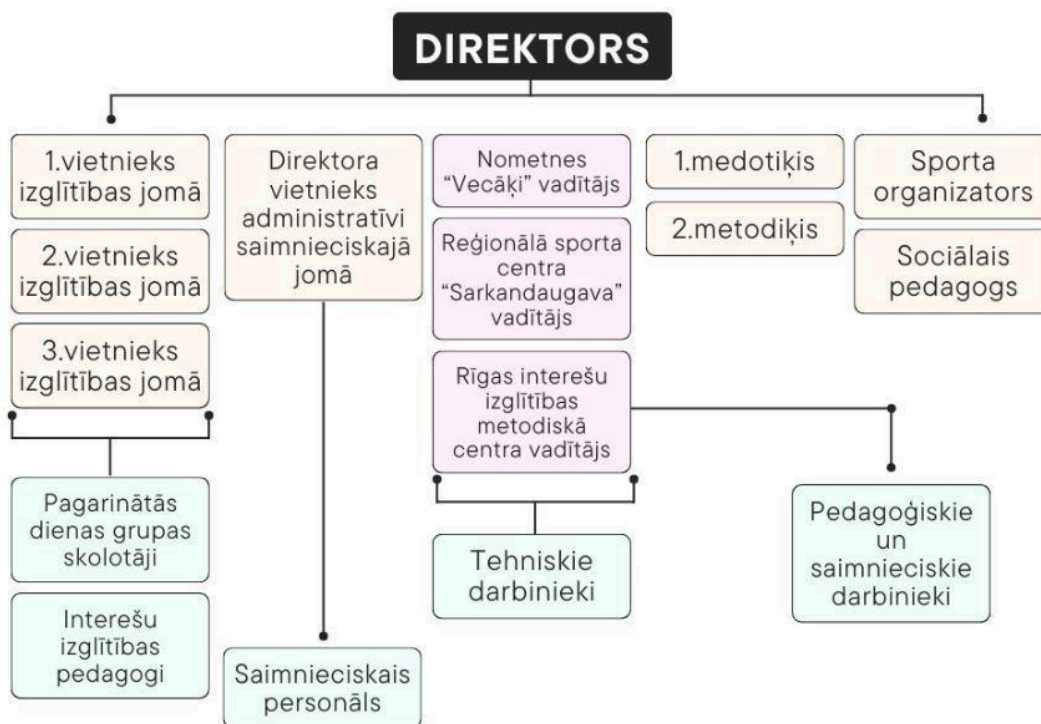 DIREKTORS
1.vietnieks
izglītības jomā
2.vietnieks
izglītības jomā
3.vietnieks
izglītības jomā
Pagarinātās
dienas grupas
skolotāji
Interešu
izglītības
pedagogi
Direktora
vietnieks
administratīvi
saimnieciskajā
jomā
Saimnieciskais
personāls
Nometnes
“Vecāķi” vadītājs
Reģionālā sporta
centra
“Sarkandaugava”
vadītājs
Rīgas interešu
izglītības
metodiskā
centra vadītājs
Tehniskie
darbinieki
1.medotiķis
2.metodiķis
Sporta
organizators
Sociālais
pedagogs
Pedagoģiskie
un
saimnieciskie
darbinieki